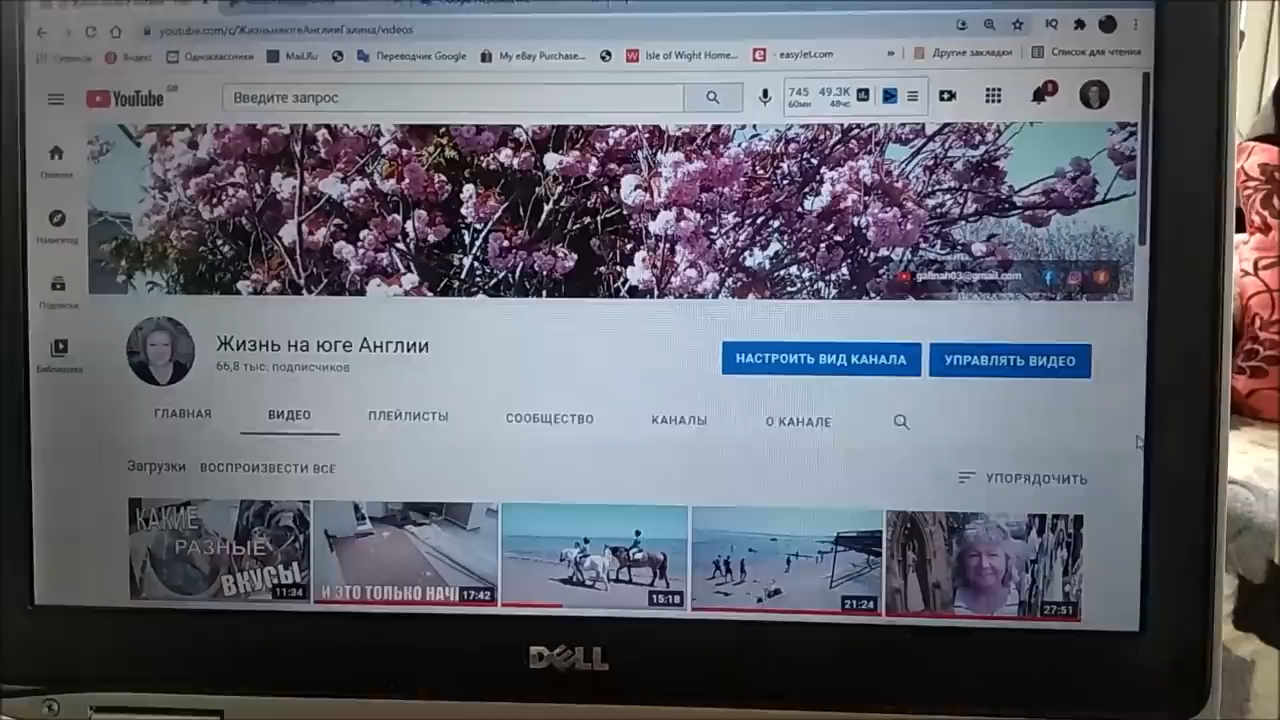 youtube.com/c/ЖизньнаюгеАнглииГалина/videos
IQ
Яндекс
Одноклассники
Mail.Ru
Переводчик Google
My eBay Purchase...
Isle of Wight Home...
easyJet.com
»
Другие закладки
Список для чтения
YouTube GB
Введите запрос
745
60мн
49.3K
48чс
Главная
Навигатор
Подписки
Библиотека
galinah03@gmail.com
Жизнь на юге Англии
66,8 тыс. подписчиков
НАСТРОИТЬ ВИД КАНАЛА
УПРАВЛЯТЬ ВИДЕО
ГЛАВНАЯ
ВИДЕО
ПЛЕЙЛИСТЫ
СООБЩЕСТВО
КАНАЛЫ
О КАНАЛЕ
Загрузки
ВОСПРОИЗВЕСТИ ВСЕ
УПОРЯДОЧИТЬ
КАКИЕ
РАЗНЫЕ
ВКУСЫ
11:34
И ЭТО ТОЛЬКО НАЧ
17:42
15:18
21:24
27:51
DELL